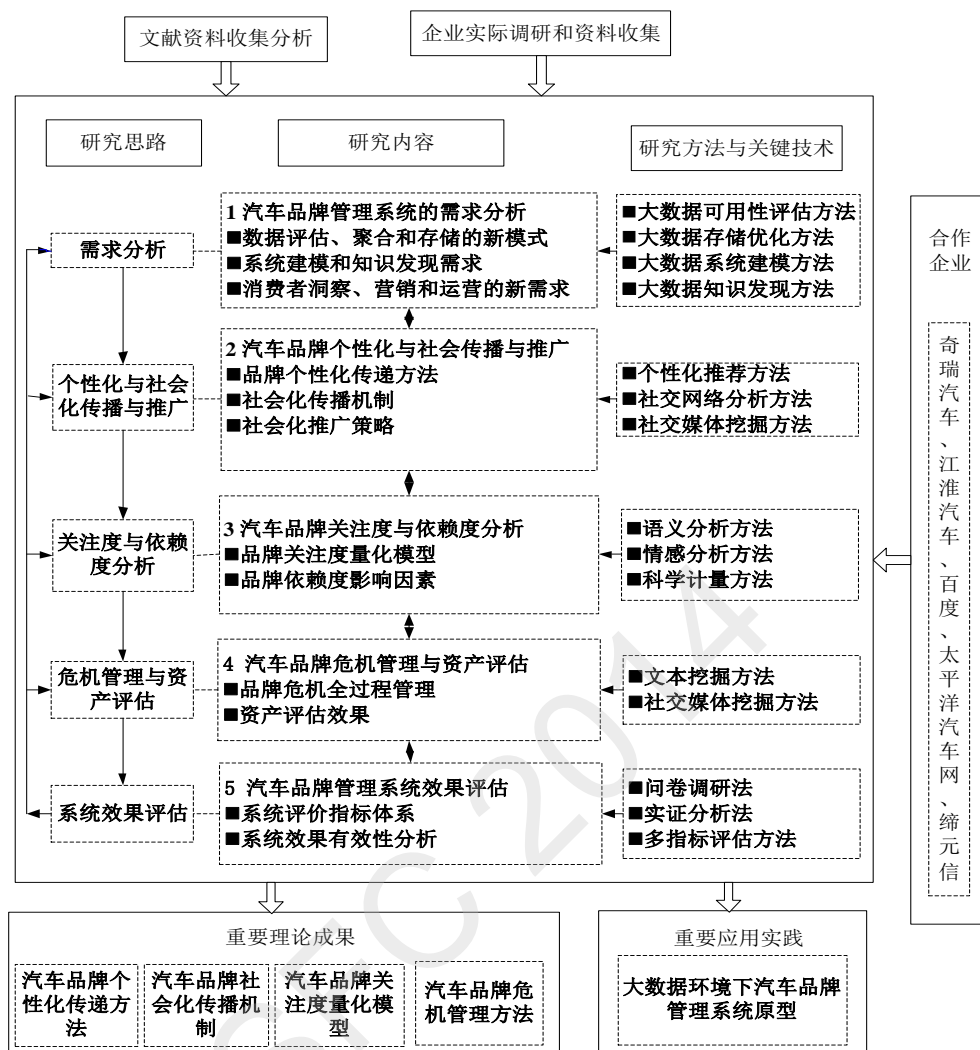 文献资料收集分析
企业实际调研和资料收集
研究思路
研究内容
研究方法与关键技术
需求分析
1 汽车品牌管理系统的需求分析
■数据评估、聚合和存储的新模式
■系统建模和知识发现需求
■消费者洞察、营销和运营的新需求
■大数据可用性评估方法
■大数据存储优化方法
■大数据系统建模方法
■大数据知识发现方法
个性化与社会
化传播与推广
2 汽车品牌个性化与社会传播与推广
■品牌个性化传递方法
■社会化传播机制
■社会化推广策略
■个性化推荐方法
■社交网络分析方法
■社交媒体挖掘方法
关注度与依赖
度分析
3 汽车品牌关注度与依赖度分析
■品牌关注度量化模型
■品牌依赖度影响因素
■语义分析方法
■情感分析方法
■科学计量方法
危机管理与资
产评估
4 汽车品牌危机管理与资产评估
■品牌危机全过程管理
■资产评估效果
■文本挖掘方法
■社交媒体挖掘方法
系统效果评估
5 汽车品牌管理系统效果评估
■系统评价指标体系
■系统效果有效性分析
■问卷调研法
■实证分析法
■多指标评估方法
合作
企业
奇瑞汽车、江淮汽车、百度、太平洋汽车网、缔元信
重要理论成果
汽车品牌个
性化传递方
法
汽车品牌社
会化传播机
制
汽车品牌关
注度量化模
型
汽车品牌危
机管理方法
重要应用实践
大数据环境下汽车品牌
管理系统原型